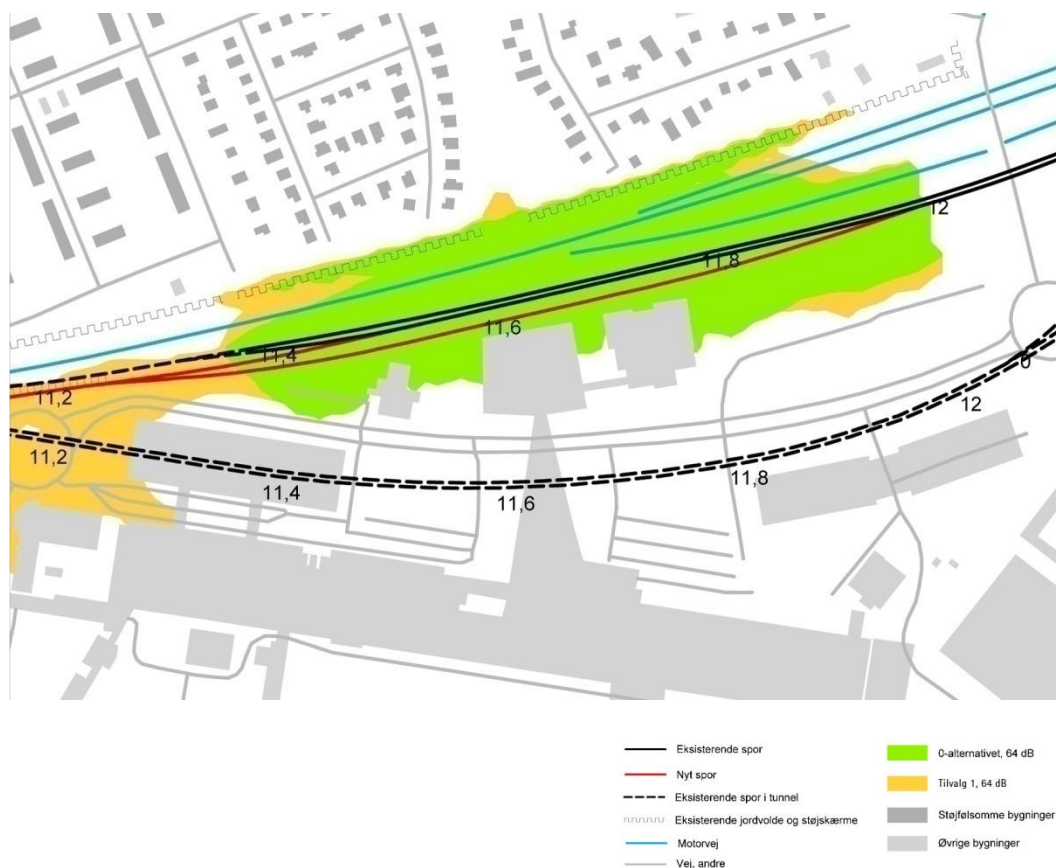 12
11,8
11,6
11,4
11,2
11,2
11,4
11,6
11,8
12
0
Eksisterende spor
Nyt spor
Eksisterende spor i tunnel
Eksisterende jordvolde og støjskærme
Motorvej
Vej, andre
0-alternativet, 64 dB
Tilvalg 1, 64 dB
Støjfølsomme bygninger
Øvrige bygninger